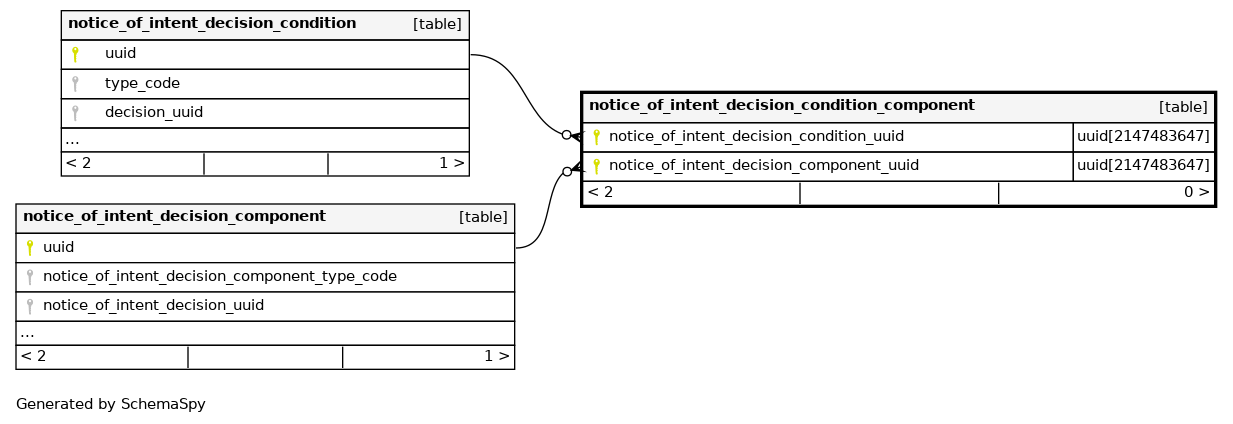 notice_of_intent_decision_condition [table]
uuid
type_code
decision_uuid
...
< 2 1 >
notice_of_intent_decision_condition_component [table]
notice_of_intent_decision_condition_uuid uuid[2147483647]
notice_of_intent_decision_component_uuid uuid[2147483647]
< 2 0 >
notice_of_intent_decision_component [table]
uuid
notice_of_intent_decision_component_type_code
notice_of_intent_decision_uuid
...
< 2 1 >
Generated by SchemaSpy